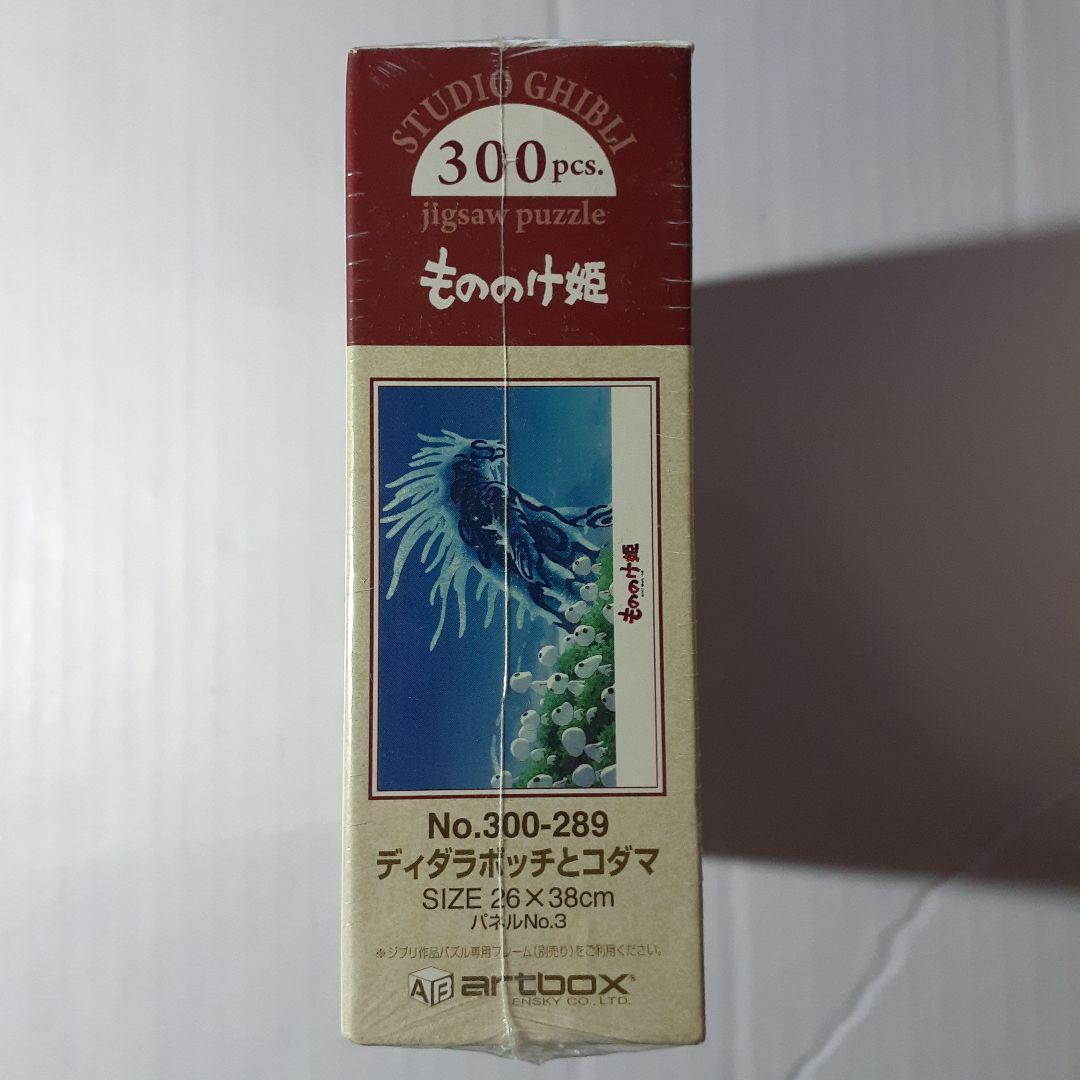 STUDIO GHIBLI
300pcs.
jigsaw puzzle
もののけ姫
もののけ姫
No.300-289
ディダラボッチとコダマ
SIZE 26×38cm
パネルNo.3
※ジブリ作品パズル専用フレーム(別売り)をご利用ください。
AB artbox
ENSKY CO., LTD.